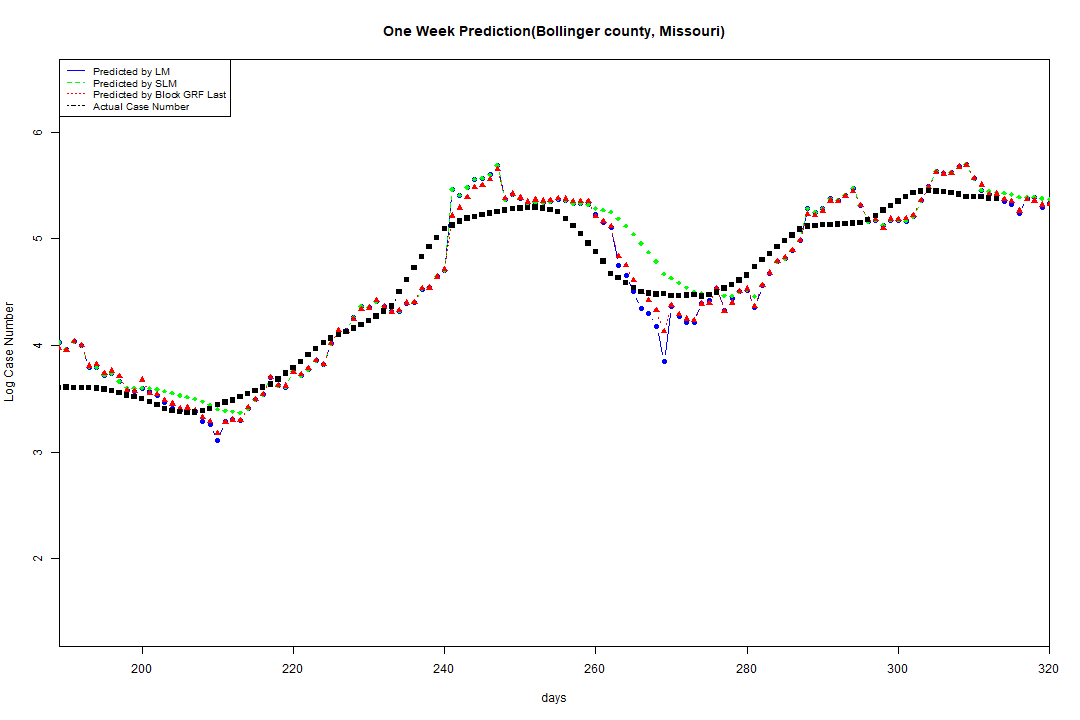 One Week Prediction(Bollinger county, Missouri)
Predicted by LM
Predicted by SLM
Predicted by Block GRF Last
Actual Case Number
6
5
4
3
2
Log Case Number
200 220 240 260 280 300 320
days